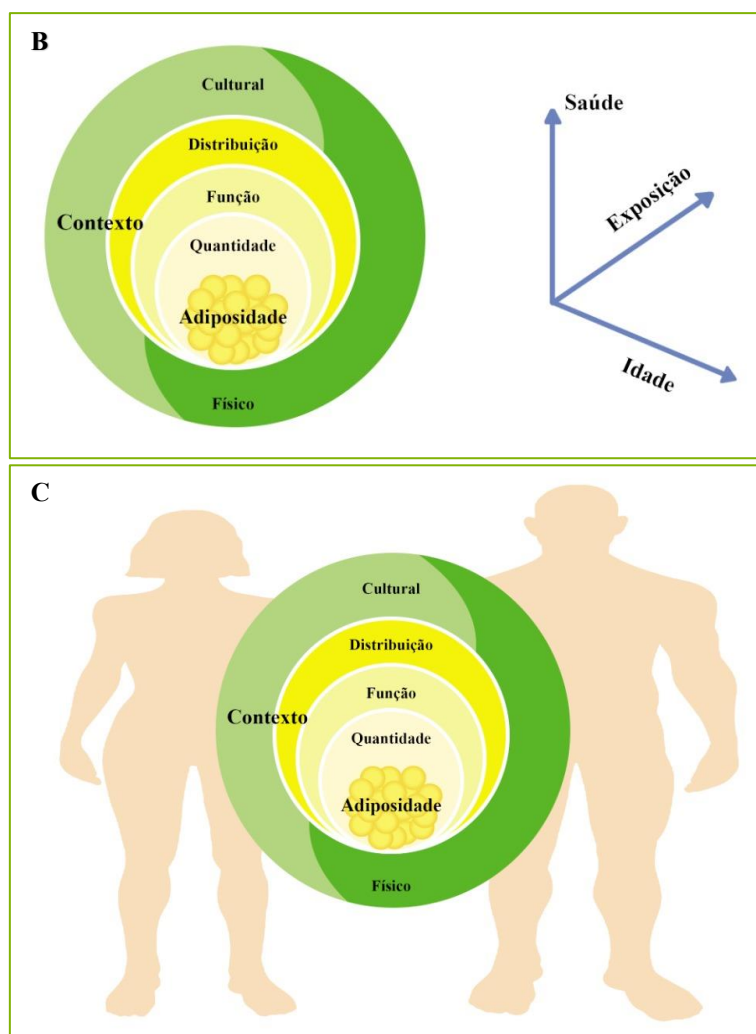 B
Cultural
Distribuição
Função
Contexto
Quantidade
Adiposidade
Físico
Saúde
Exposição
Idade
C
Cultural
Distribuição
Função
Contexto
Quantidade
Adiposidade
Físico